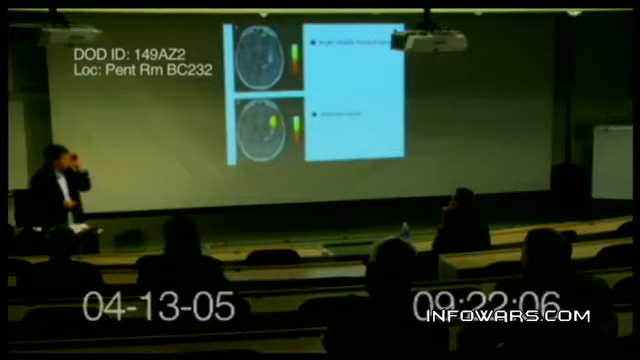 DOD ID: 149AZ2
Loc: Pent Rm BC232
04-13-05
09:22:06
INFOWARS.COM